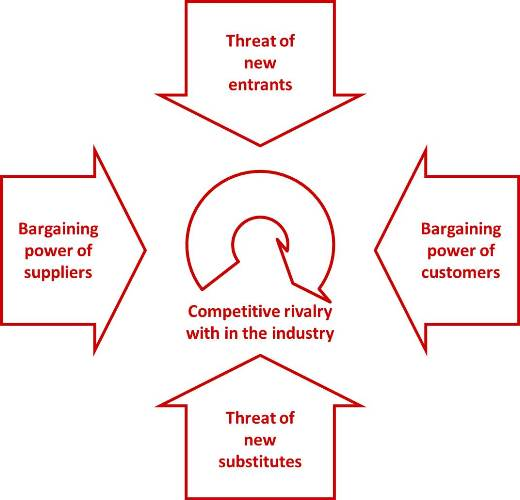 Threat of
new
entrants
Bargaining
power of
suppliers
Bargaining
power of
customers
Competitive rivalry
with in the industry
Threat of
new
substitutes